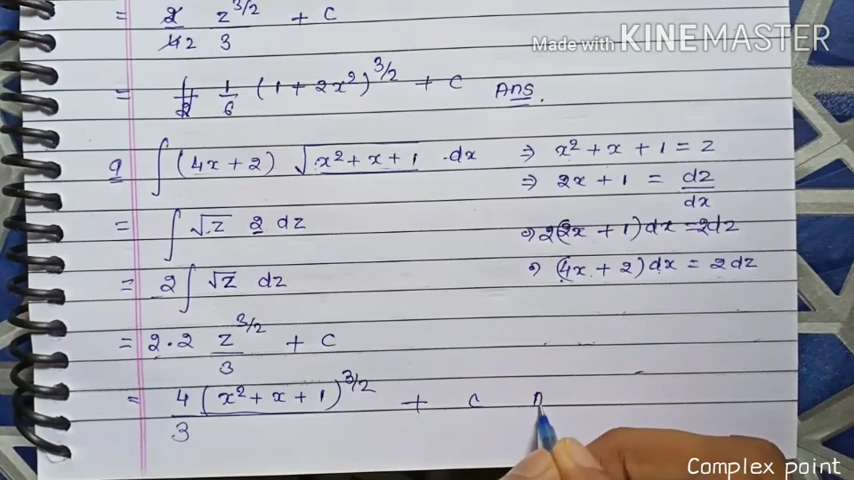 = 2/42 z^3/2 / 3 + C
Made with KINEMASTER
= 1/6 (1 + 2x²)^3/2 + C Ans.
9 ∫ (4x+2) √x² + x + 1 · dx ⇒ x² + x + 1 = z
⇒ 2x + 1 = dz/dx
= ∫ √z 2 dz ⇒ 2(2x + 1)dx = 2dz
= 2 ∫ √z dz ⇒ (4x + 2)dx = 2dz
= 2·2 z^3/2 / 3 + C
= 4/3 (x² + x + 1)^3/2 + C
Complex point